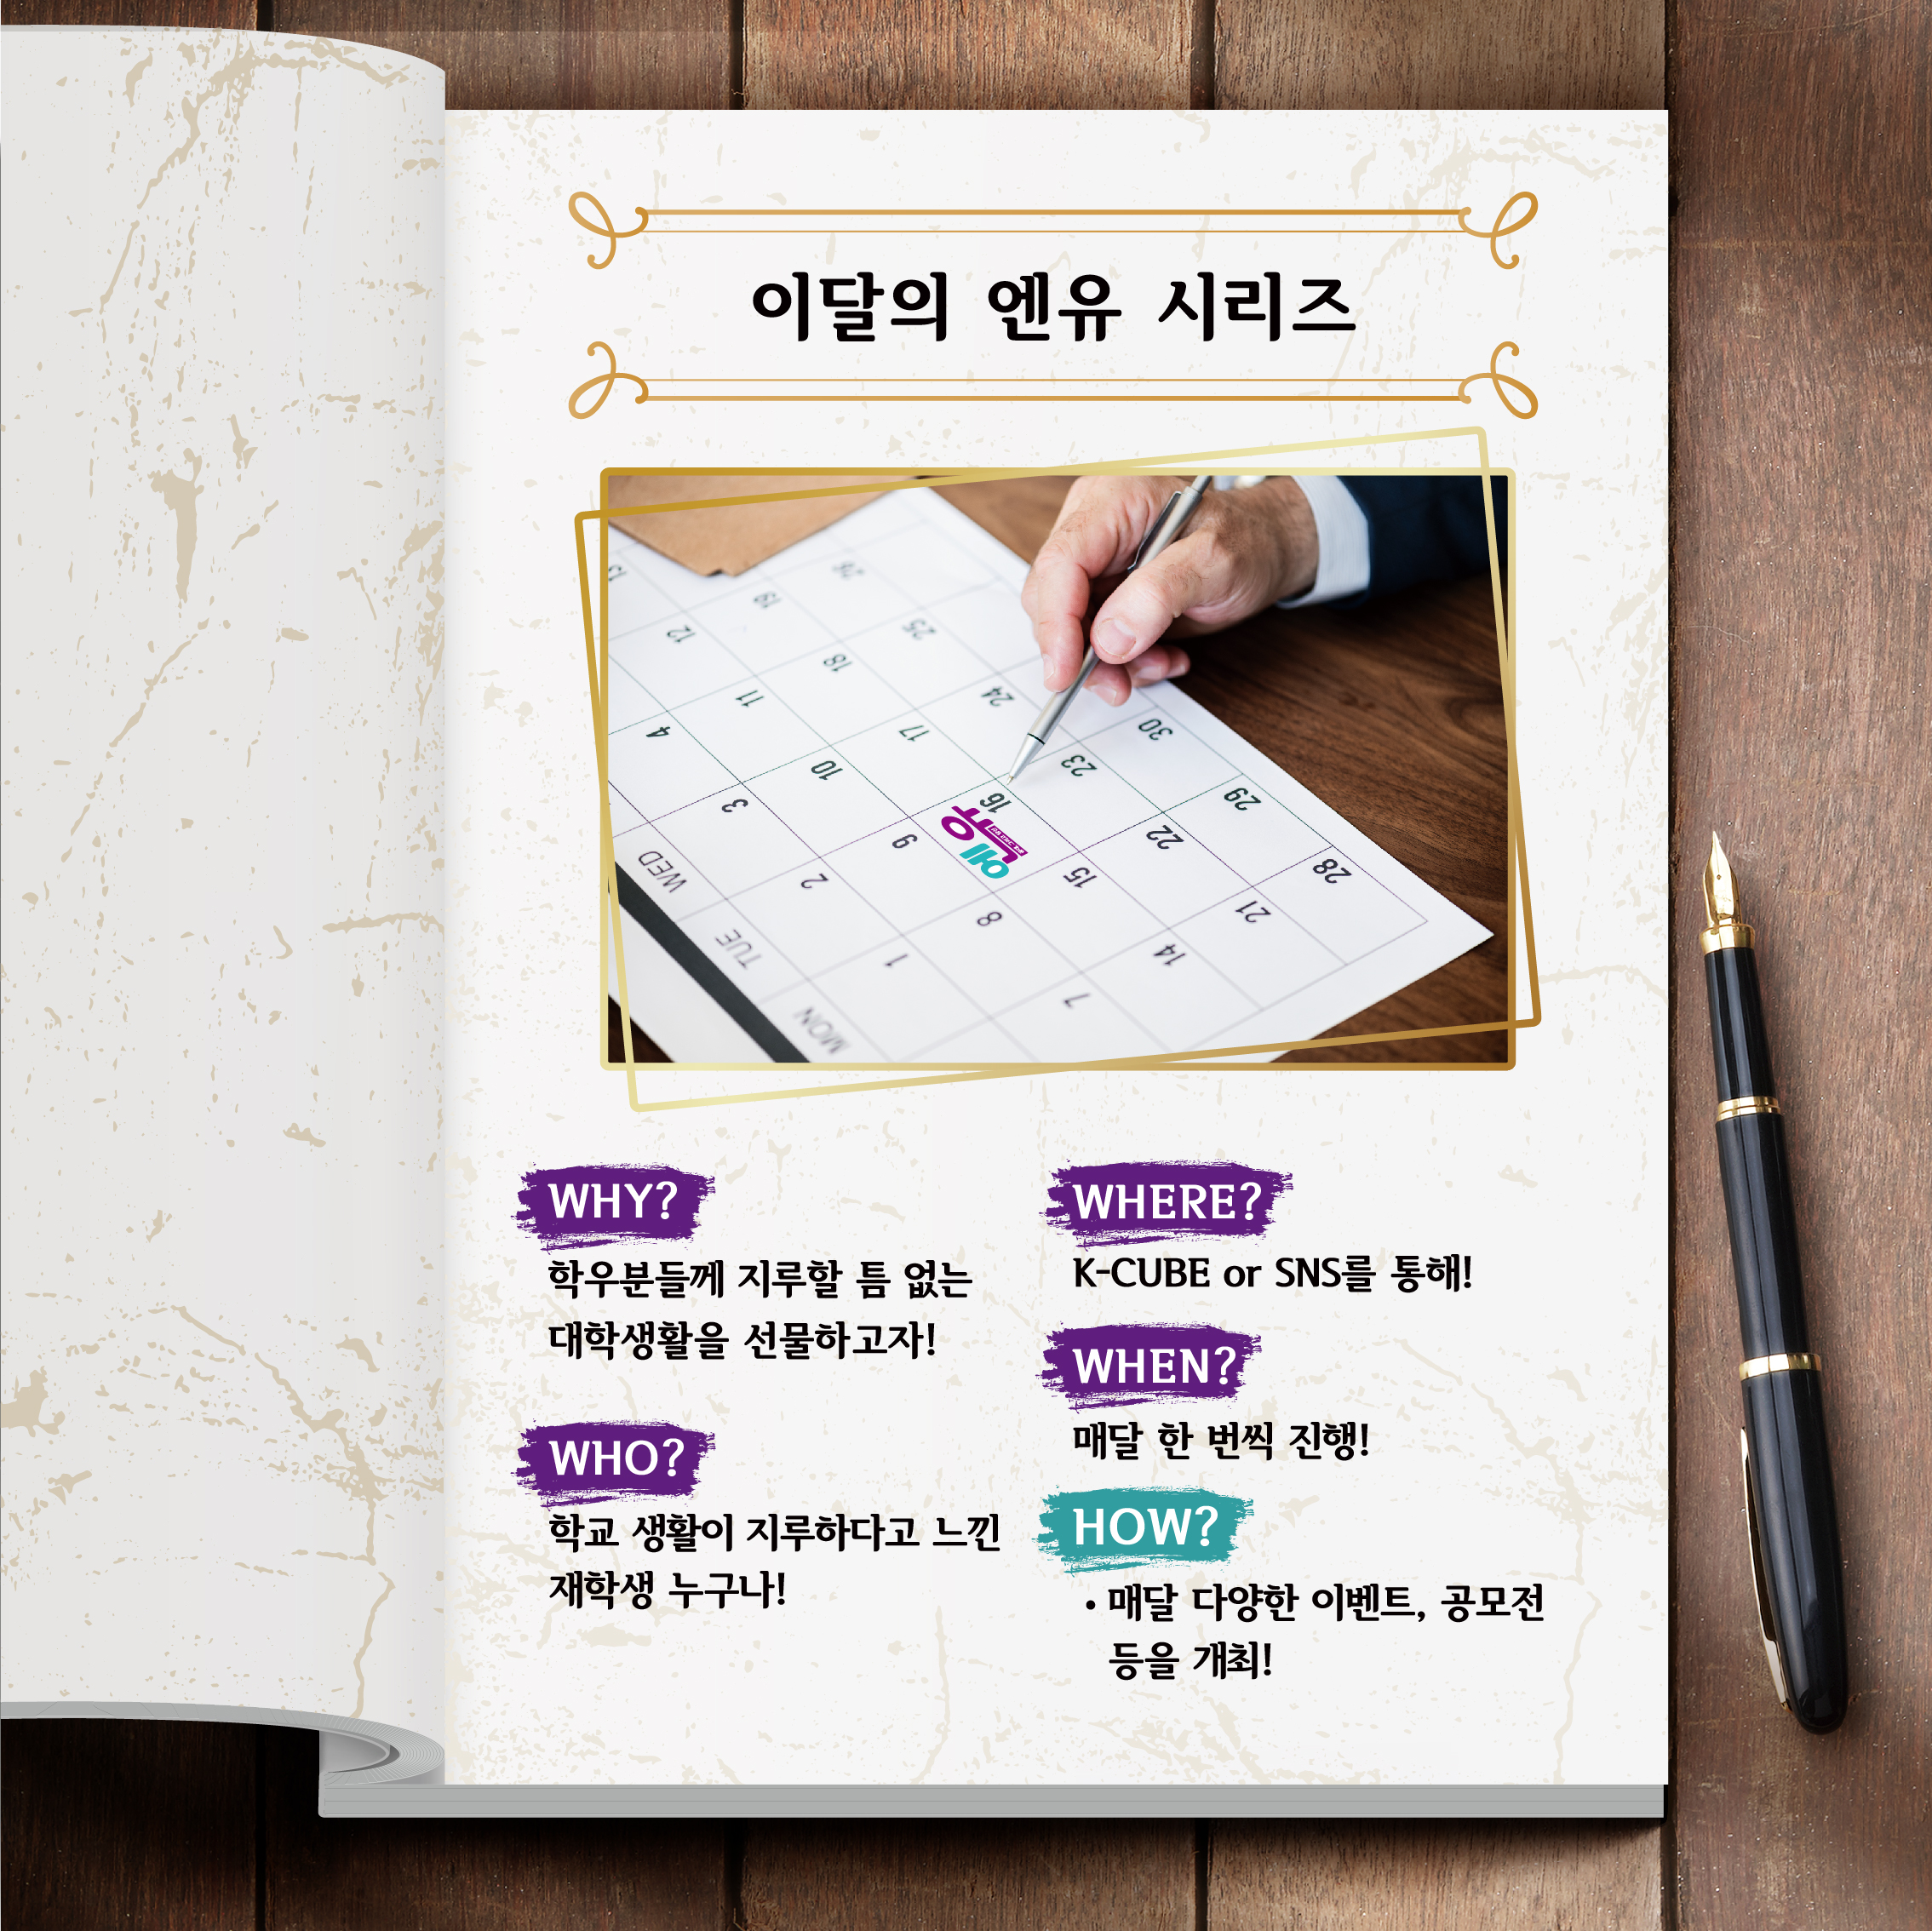 이달의 엔유 시리즈
13
26
19
12
25
18
11
4
24
17
10
3
30
23
16
엔유
9
2
WED
29
22
15
8
1
TUE
28
21
14
7
MON
WHY?
학우분들께 지루할 틈 없는
대학생활을 선물하고자!
WHO?
학교 생활이 지루하다고 느낀
재학생 누구나!
WHERE?
K-CUBE or SNS를 통해!
WHEN?
매달 한 번씩 진행!
HOW?
• 매달 다양한 이벤트, 공모전
등을 개최!